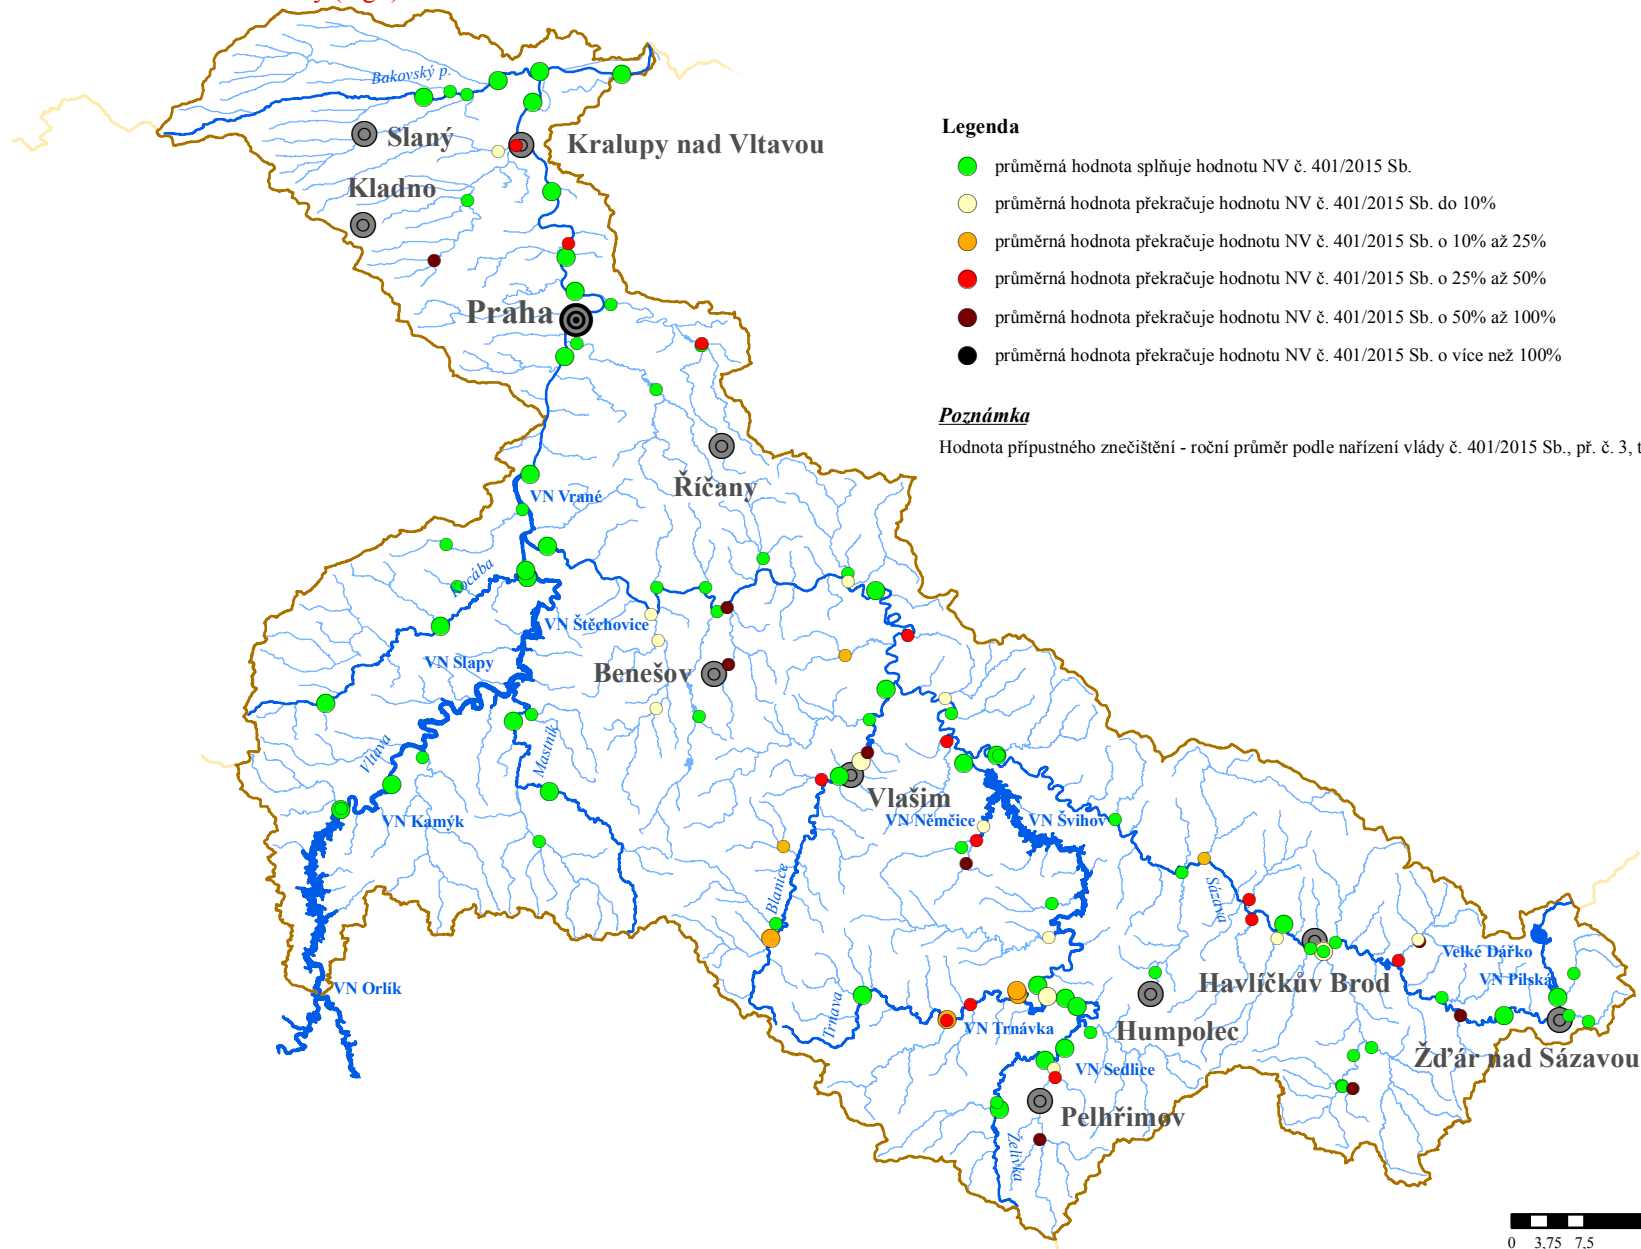 Bakovský p.
Slaný
Kralupy nad Vltavou
Kladno
Praha
Říčany
VN Vrané
Kocába
VN Štěchovice
VN Slapy
Benešov
Mastník
Vltava
VN Kamýk
Vlašim
VN Němčice
VN Švihov
Blanice
Sázava
VN Orlík
Trnava
VN Trnávka
Humpolec
Havlíčkův Brod
Velké Dářko
VN Pilská
Žďár nad Sázavou
VN Sedlice
Pelhřimov
Želivka
Legenda
průměrná hodnota splňuje hodnotu NV č. 401/2015 Sb.
průměrná hodnota překračuje hodnotu NV č. 401/2015 Sb. do 10%
průměrná hodnota překračuje hodnotu NV č. 401/2015 Sb. o 10% až 25%
průměrná hodnota překračuje hodnotu NV č. 401/2015 Sb. o 25% až 50%
průměrná hodnota překračuje hodnotu NV č. 401/2015 Sb. o 50% až 100%
průměrná hodnota překračuje hodnotu NV č. 401/2015 Sb. o více než 100%
Poznámka
Hodnota přípustného znečištění - roční průměr podle nařízení vlády č. 401/2015 Sb., př. č. 3, t
0 3,75 7,5